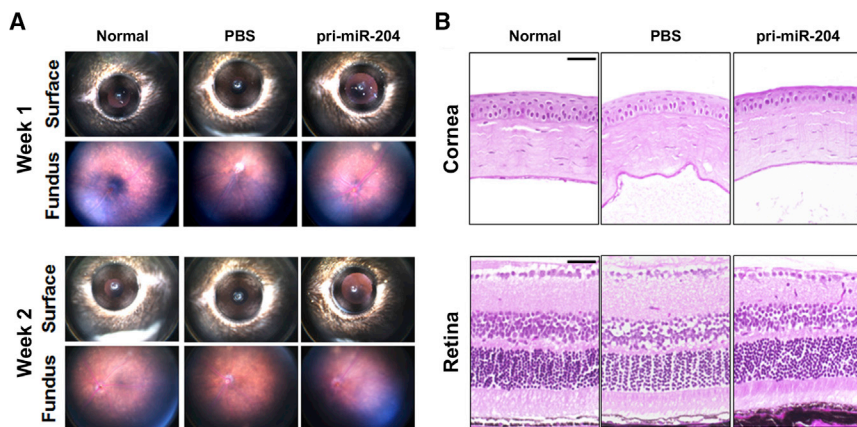 A
Normal PBS pri-miR-204
Week 1
Surface
Fundus
Week 2
Surface
Fundus
B
Normal PBS pri-miR-204
Cornea
Retina